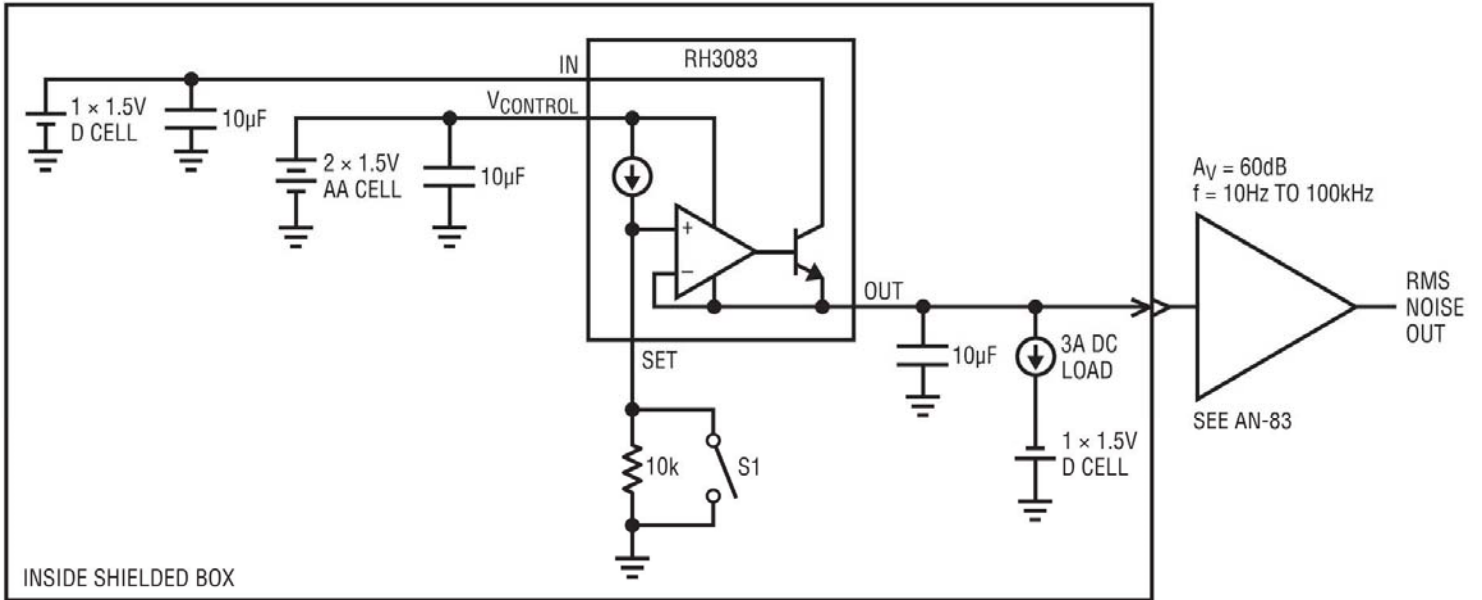 RH3083
IN
1 × 1.5V
D CELL
10µF
VCONTROL
2 × 1.5V
AA CELL
10µF
+
−
OUT
SET
10k
S1
10µF
3A DC
LOAD
1 × 1.5V
D CELL
AV = 60dB
f = 10Hz TO 100kHz
RMS
NOISE
OUT
SEE AN-83
INSIDE SHIELDED BOX